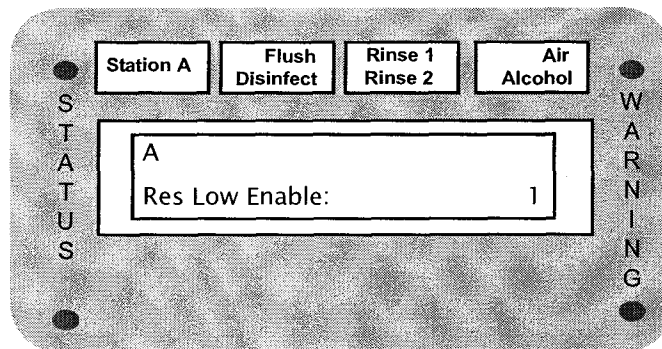 Station A
Flush
Disinfect
Rinse 1
Rinse 2
Air
Alcohol
STATUS
A
Res Low Enable: 1
WARNING